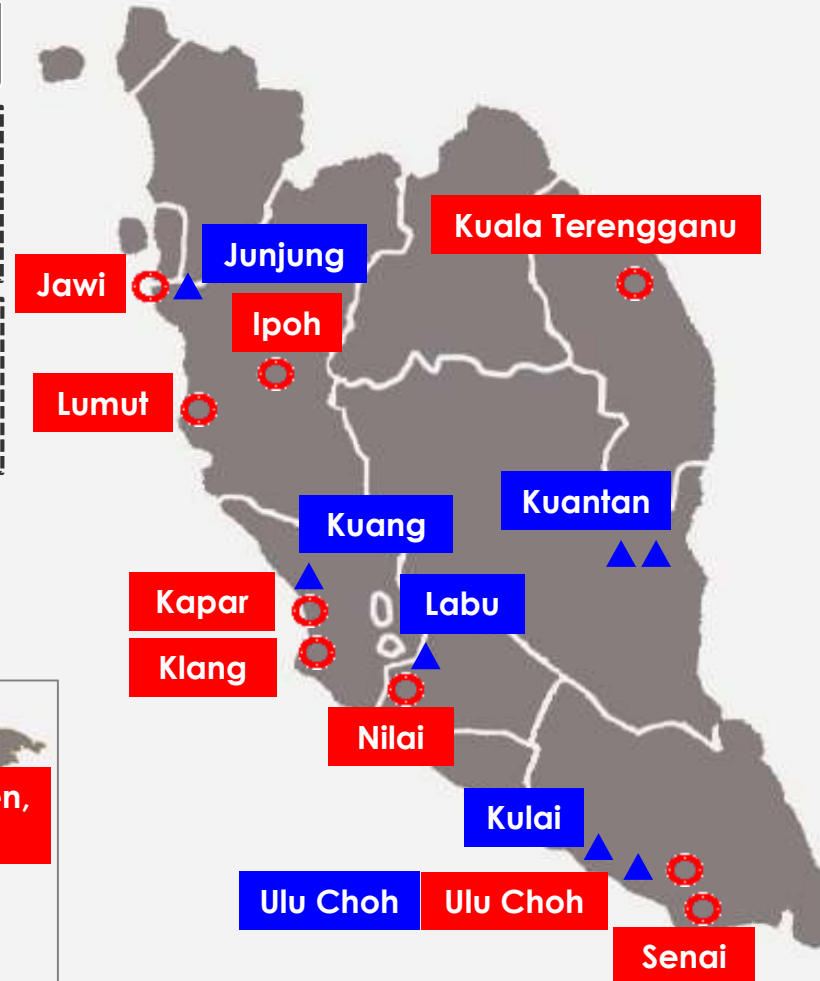 Kuala Terengganu
Junjung
Jawi
Ipoh
Lumut
Kuantan
Kuang
Labu
Kapar
Klang
Nilai
Kulai
Ulu Choh
Ulu Choh
Senai